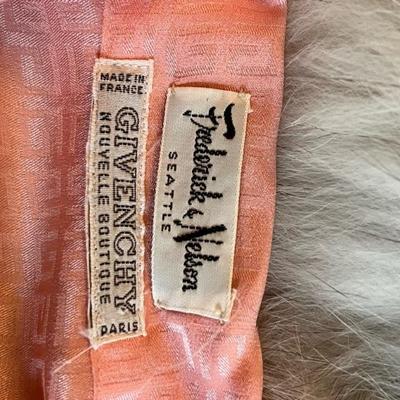 MADE IN
FRANCE
GIVENCHY
NOUVELLE BOUTIQUE
PARIS
Frederick & Nelson
SEATTLE